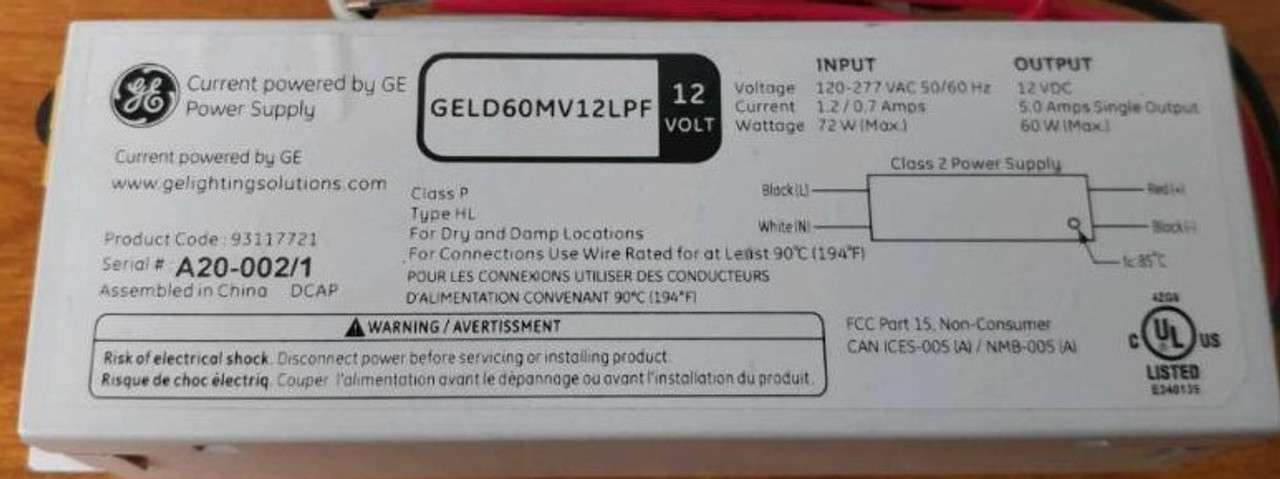 GE
Current powered by GE
Power Supply
GELD60MV12LPF
12
VOLT
INPUT OUTPUT
Voltage 120-277 VAC 50/60 Hz 12 VDC
Current 1.2 / 0.7 Amps 5.0 Amps Single Output
Wattage 72 W (Max.) 60 W (Max.)
Current powered by GE
www.gelightingsolutions.com
Product Code : 93117721
Serial # A20-002/1
Assembled in China DCAP
Class P
Type HL
For Dry and Damp Locations
For Connections Use Wire Rated for at Least 90°C (194°F)
POUR LES CONNEXIONS UTILISER DES CONDUCTEURS
D'ALIMENTATION CONVENANT 90°C (194°F)
Class 2 Power Supply
Black (L) Red (+)
White (N) Black (-)
tc: 85°C
WARNING / AVERTISSMENT
Risk of electrical shock. Disconnect power before servicing or installing product.
Risque de choc électriq. Couper l'alimentation avant le dépannage ou avant l'installation du produit.
FCC Part 15, Non-Consumer
CAN ICES-005 (A) / NMB-005 (A)
C UL US
LISTED